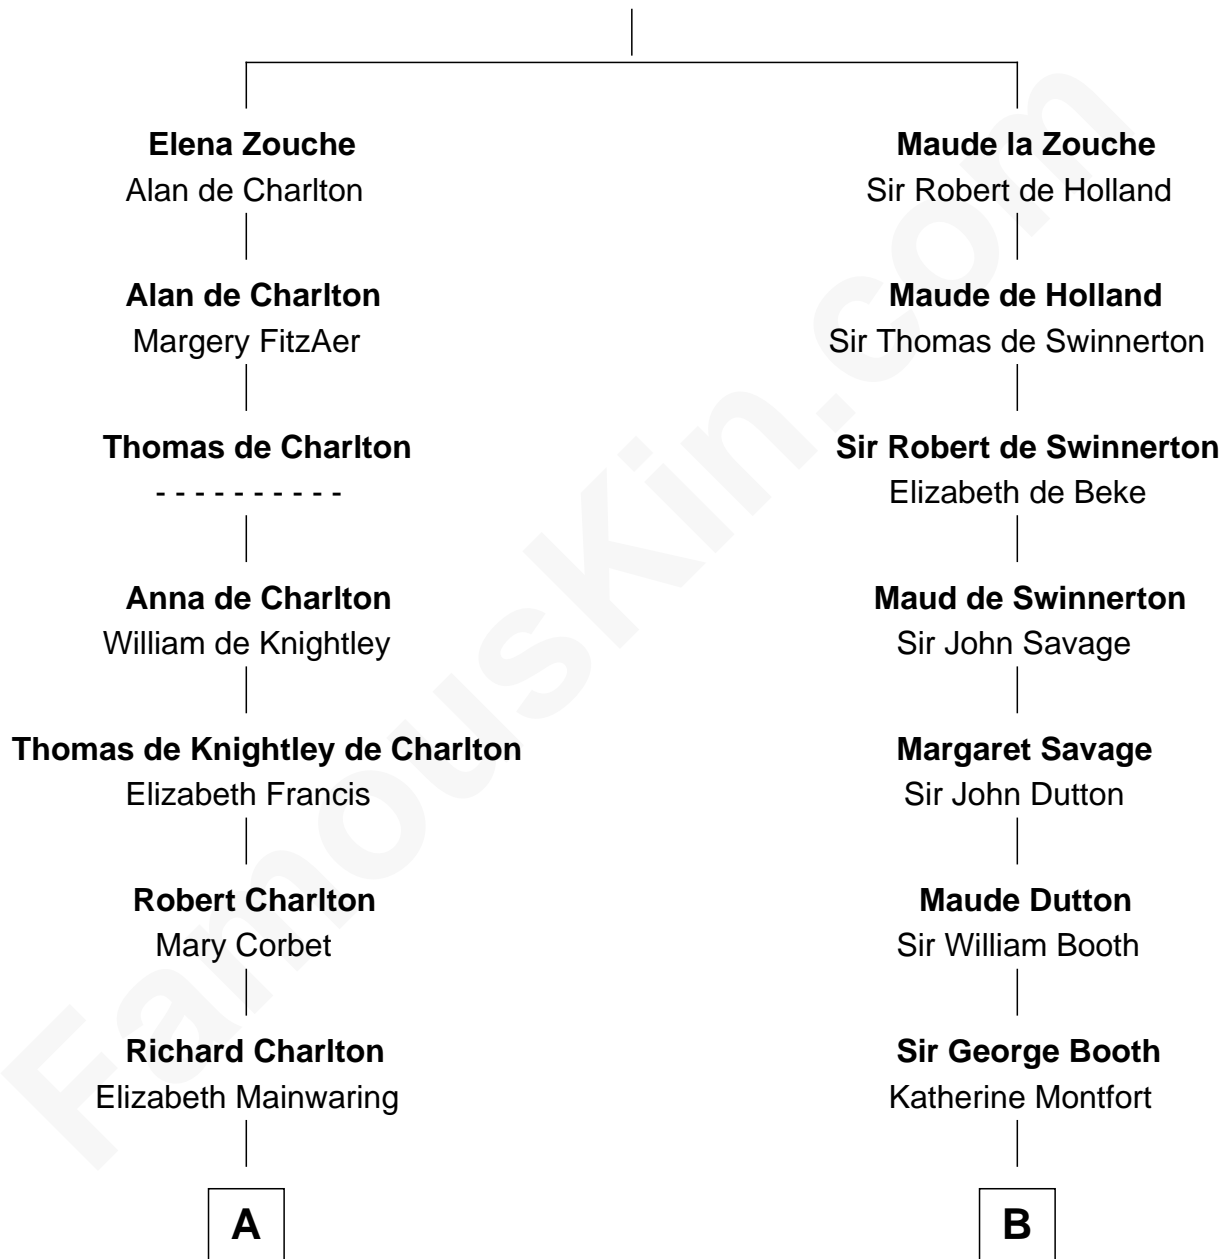 Elena Zouche
Alan de Charlton
Alan de Charlton
Margery FitzAer
Thomas de Charlton
- - - - - - - - - -
Anna de Charlton
William de Knightley
Thomas de Knightley de Charlton
Elizabeth Francis
Robert Charlton
Mary Corbet
Richard Charlton
Elizabeth Mainwaring
A
Maude la Zouche
Sir Robert de Holland
Maude de Holland
Sir Thomas de Swinnerton
Sir Robert de Swinnerton
Elizabeth de Beke
Maud de Swinnerton
Sir John Savage
Margaret Savage
Sir John Dutton
Maude Dutton
Sir William Booth
Sir George Booth
Katherine Montfort
B
FamousKin.com